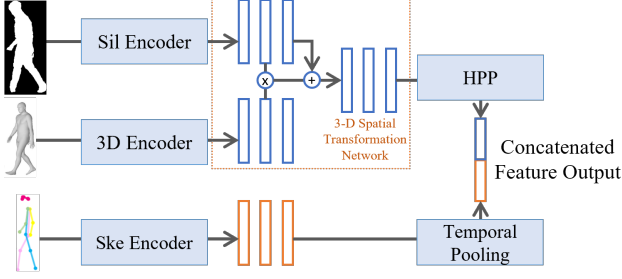 Sil Encoder
x
+
HPP
3D Encoder
3-D Spatial
Transformation
Network
Concatenated
Feature Output
Ske Encoder
Temporal
Pooling